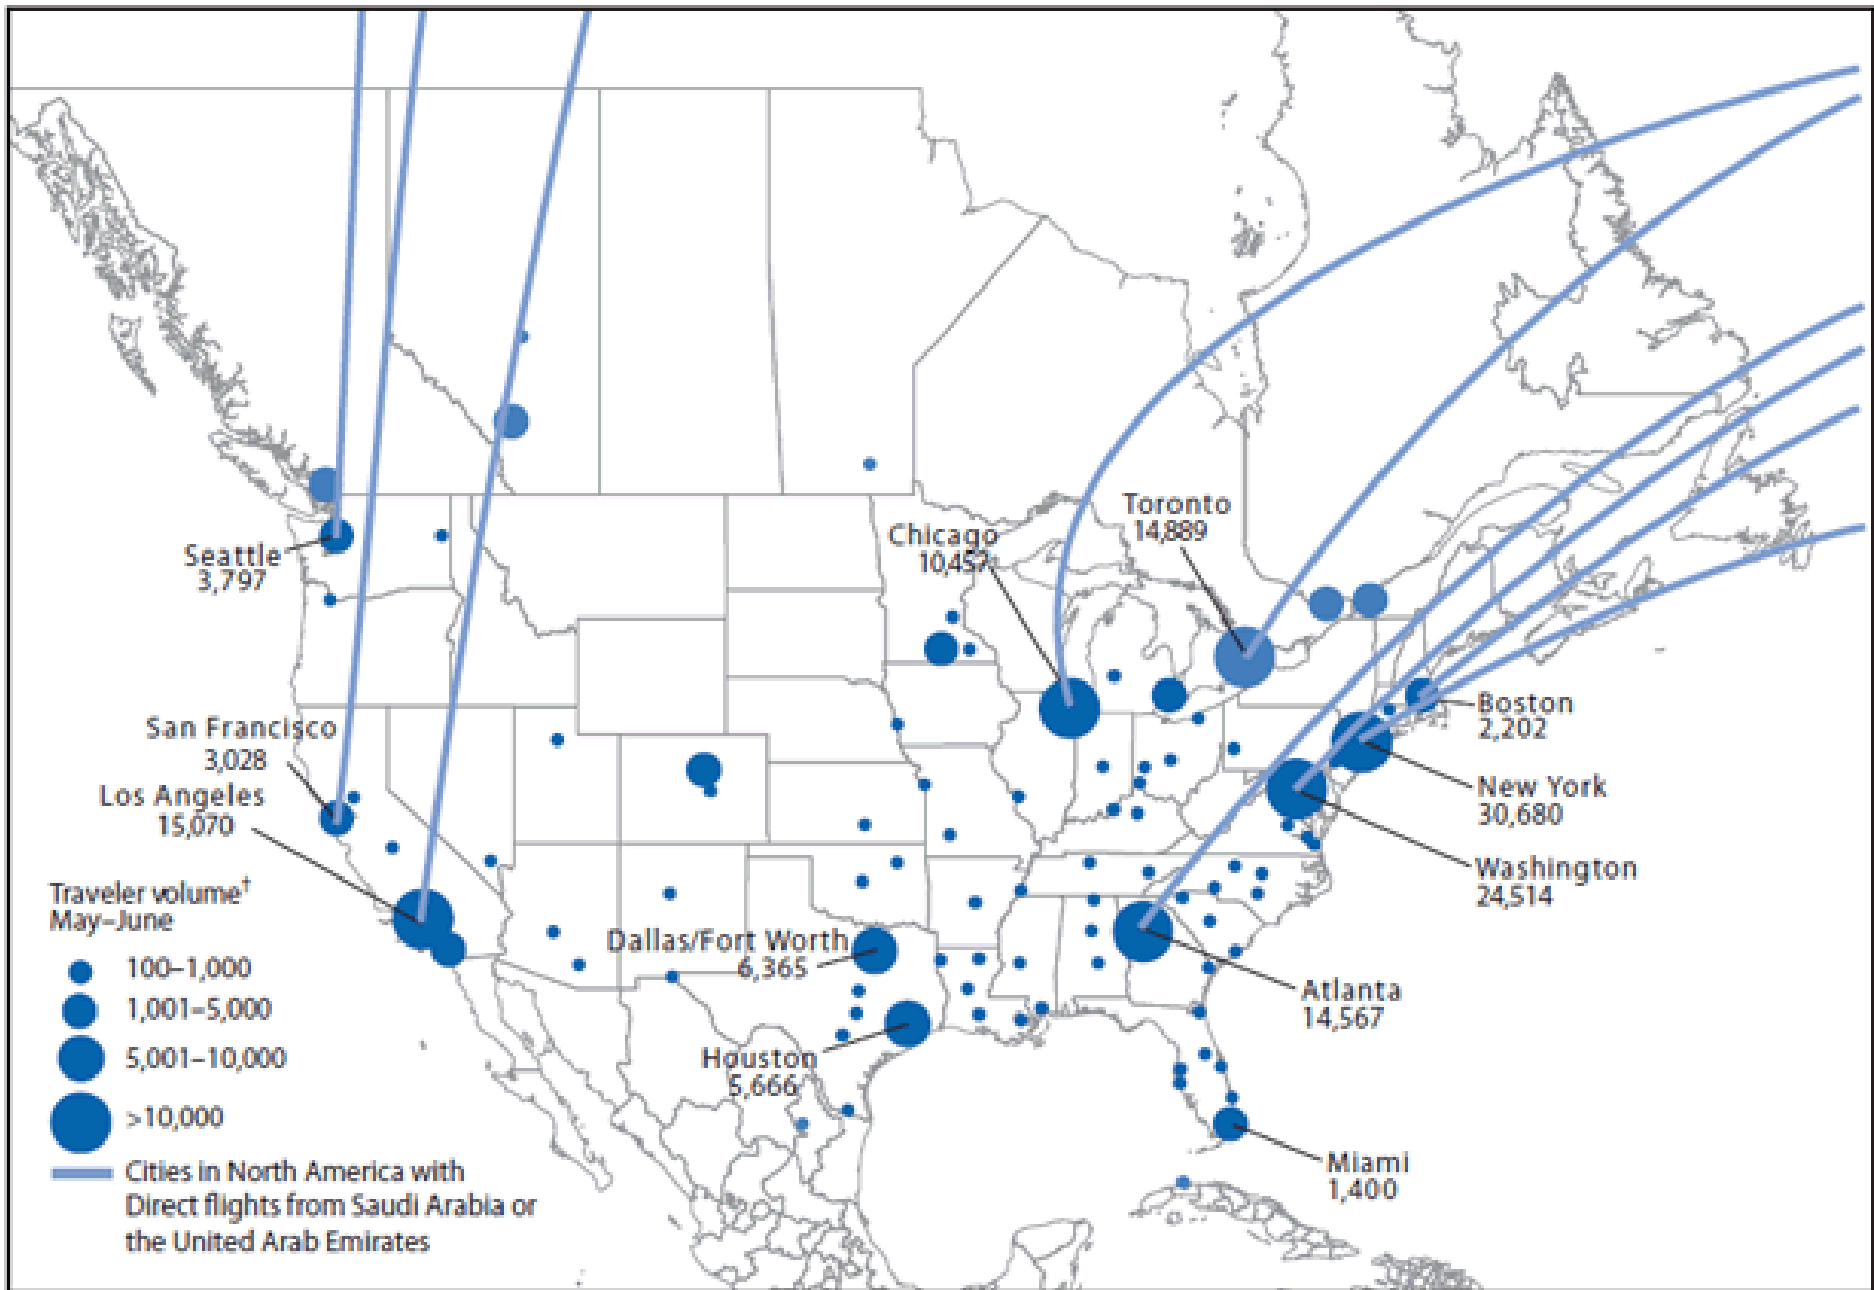 Toronto
14,889
Chicago
10,457
Seattle
3,797
Boston
2,202
San Francisco
3,028
New York
30,680
Los Angeles
15,070
Washington
24,514
Traveler volume†
May–June
100–1,000
1,001–5,000
5,001–10,000
>10,000
Cities in North America with
Direct flights from Saudi Arabia or
the United Arab Emirates
Dallas/Fort Worth
6,365
Atlanta
14,567
Houston
5,666
Miami
1,400